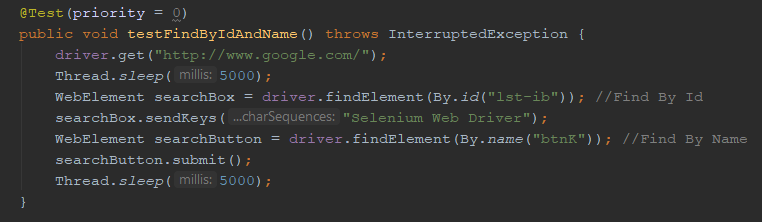 @Test(priority = 0)
public void testFindByIdAndName() throws InterruptedException {
driver.get("http://www.google.com/");
Thread.sleep( millis: 5000);
WebElement searchBox = driver.findElement(By.id("lst-ib")); //Find By Id
searchBox.sendKeys( ...charSequences: "Selenium Web Driver");
WebElement searchButton = driver.findElement(By.name("btnK")); //Find By Name
searchButton.submit();
Thread.sleep( millis: 5000);
}